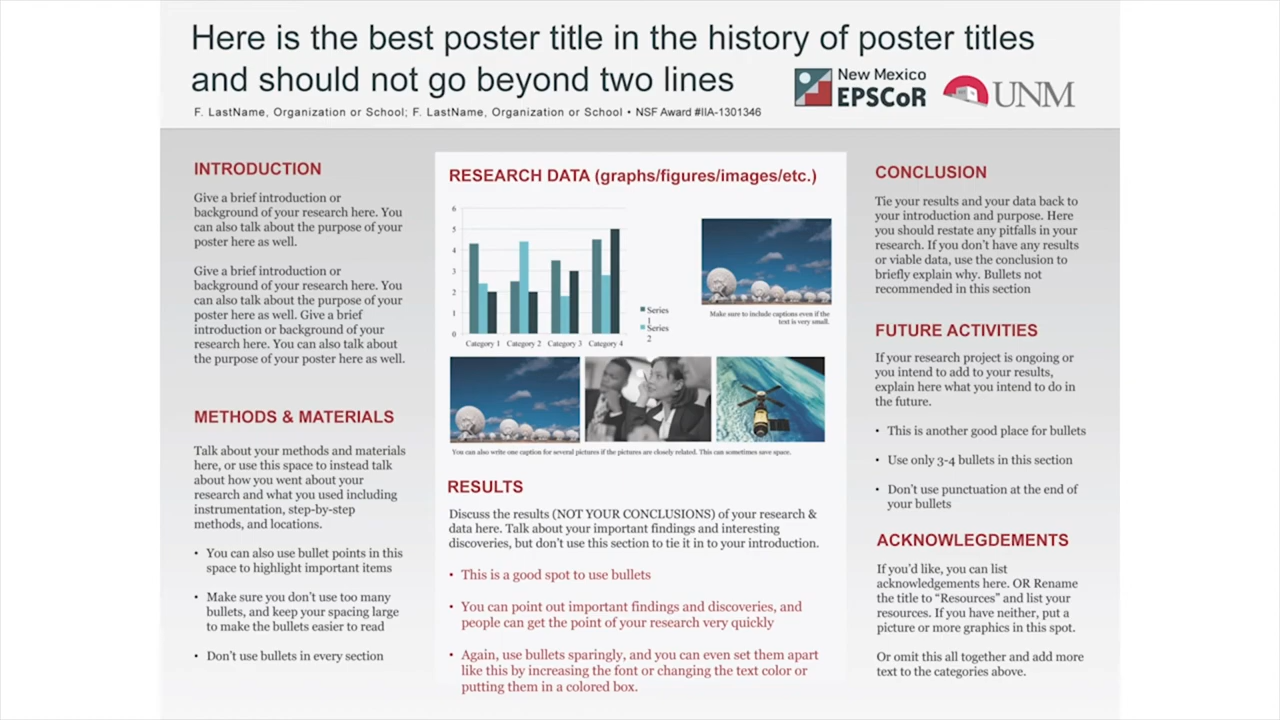 Here is the best poster title in the history of poster titles
and should not go beyond two lines
New Mexico
EPSCoR
UNM
F. LastName, Organization or School; F. LastName, Organization or School • NSF Award #IIA-1301346
INTRODUCTION
Give a brief introduction or
background of your research here. You
can also talk about the purpose of your
poster here as well.
Give a brief introduction or
background of your research here. You
can also talk about the purpose of your
poster here as well. Give a brief
introduction or background of your
research here. You can also talk about
the purpose of your poster here as well.
METHODS & MATERIALS
Talk about your methods and materials
here, or use this space to instead talk
about how you went about your
research and what you used including
instrumentation, step-by-step
methods, and locations.
• You can also use bullet points in this
space to highlight important items
• Make sure you don't use too many
bullets, and keep your spacing large
to make the bullets easier to read
• Don't use bullets in every section
RESEARCH DATA (graphs/figures/images/etc.)
6
5
4
3
2
1
0
Category 1 Category 2 Category 3 Category 4
Series
1
Series
2
Make sure to include captions even if the
text is very small.
You can also write one caption for several pictures if the pictures are closely related. This can sometimes save space.
RESULTS
Discuss the results (NOT YOUR CONCLUSIONS) of your research &
data here. Talk about your important findings and interesting
discoveries, but don't use this section to tie it in to your introduction.
• This is a good spot to use bullets
• You can point out important findings and discoveries, and
people can get the point of your research very quickly
• Again, use bullets sparingly, and you can even set them apart
like this by increasing the font or changing the text color or
putting them in a colored box.
CONCLUSION
Tie your results and your data back to
your introduction and purpose. Here
you should restate any pitfalls in your
research. If you don't have any results
or viable data, use the conclusion to
briefly explain why. Bullets not
recommended in this section
FUTURE ACTIVITIES
If your research project is ongoing or
you intend to add to your results,
explain here what you intend to do in
the future.
• This is another good place for bullets
• Use only 3-4 bullets in this section
• Don't use punctuation at the end of
your bullets
ACKNOWLEGDEMENTS
If you'd like, you can list
acknowledgements here. OR Rename
the title to “Resources” and list your
resources. If you have neither, put a
picture or more graphics in this spot.
Or omit this all together and add more
text to the categories above.